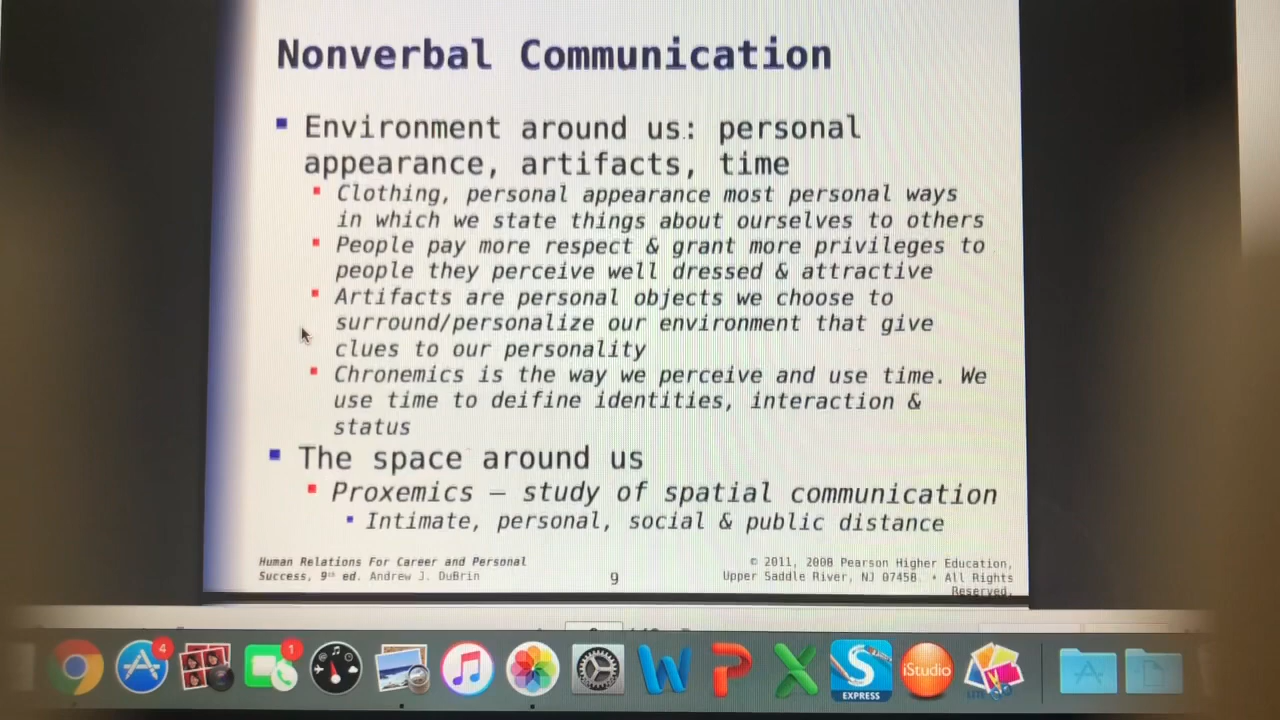 Nonverbal Communication
Environment around us.: personal
appearance, artifacts, time
Clothing, personal appearance most personal ways
in which we state things about ourselves to others
People pay more respect & grant more privileges to
people they perceive well dressed & attractive
Artifacts are personal objects we choose to
surround/personalize our environment that give
clues to our personality
Chronemics is the way we perceive and use time. We
use time to deifine identities, interaction &
status
The space around us
Proxemics – study of spatial communication
Intimate, personal, social & public distance
Human Relations For Career and Personal
Success, 9th ed. Andrew J. DuBrin
9
© 2011, 2008 Pearson Higher Education,
Upper Saddle River, NJ 07458. • All Rights
Reserved.
4
1
EXPRESS
iStudio